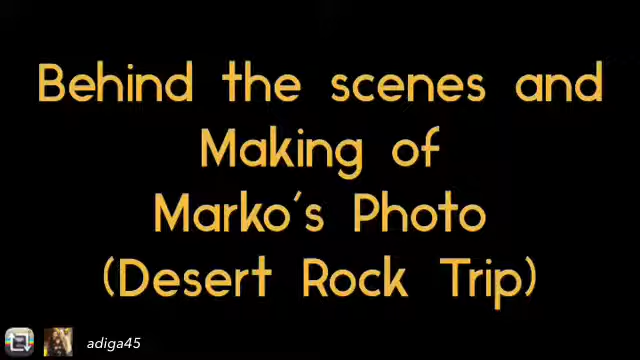 Behind the scenes and
Making of
Marko's Photo
(Desert Rock Trip)
adiga45